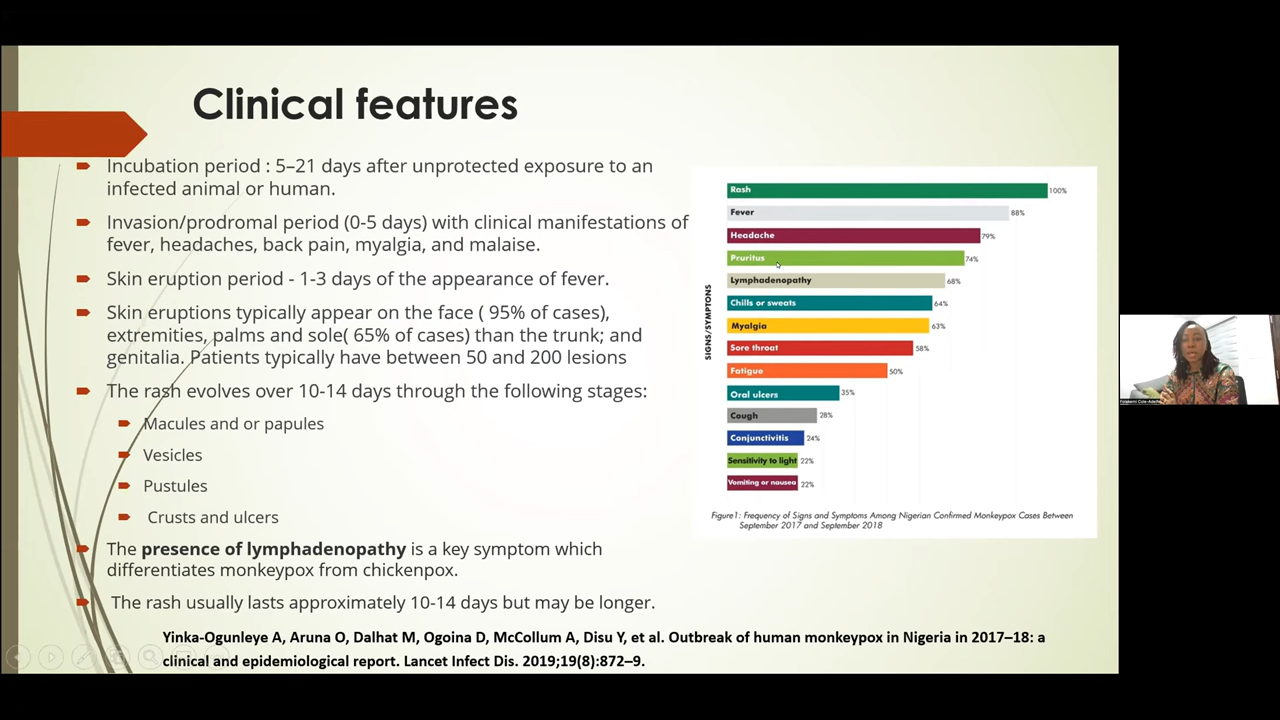 Clinical features
Incubation period : 5–21 days after unprotected exposure to an
infected animal or human.
Invasion/prodromal period (0-5 days) with clinical manifestations of
fever, headaches, back pain, myalgia, and malaise.
Skin eruption period - 1-3 days of the appearance of fever.
Skin eruptions typically appear on the face ( 95% of cases),
extremities, palms and sole( 65% of cases) than the trunk; and
genitalia. Patients typically have between 50 and 200 lesions
The rash evolves over 10-14 days through the following stages:
Macules and or papules
Vesicles
Pustules
Crusts and ulcers
The presence of lymphadenopathy is a key symptom which
differentiates monkeypox from chickenpox.
The rash usually lasts approximately 10-14 days but may be longer.
SIGNS/SYMPTOMS
Rash 100%
Fever 88%
Headache 79%
Pruritus 74%
Lymphadenopathy 68%
Chills or sweats 64%
Myalgia 63%
Sore throat 58%
Fatigue 50%
Oral ulcers 35%
Cough 28%
Conjunctivitis 24%
Sensitivity to light 22%
Vomiting or nausea 22%
Figure1: Frequency of Signs and Symptoms Among Nigerian Confirmed Monkeypox Cases Between
September 2017 and September 2018
Yinka-Ogunleye A, Aruna O, Dalhat M, Ogoina D, McCollum A, Disu Y, et al. Outbreak of human monkeypox in Nigeria in 2017–18: a
clinical and epidemiological report. Lancet Infect Dis. 2019;19(8):872–9.